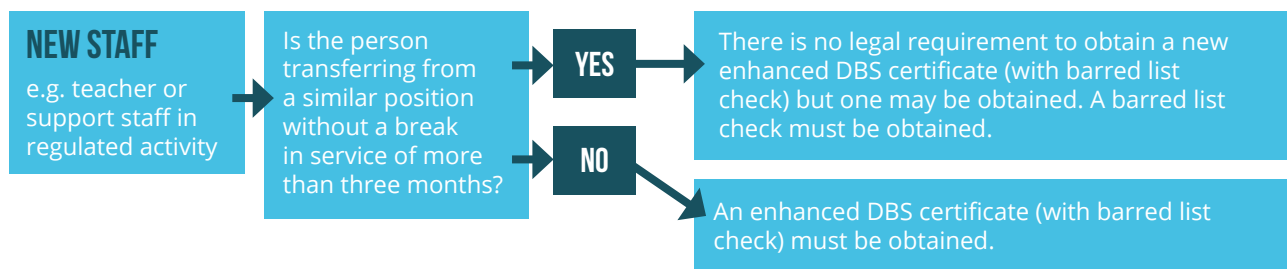 NEW STAFF
e.g. teacher or
support staff in
regulated activity
Is the person
transferring from
a similar position
without a break
in service of more
than three months?
YES
There is no legal requirement to obtain a new
enhanced DBS certificate (with barred list
check) but one may be obtained. A barred list
check must be obtained.
NO
An enhanced DBS certificate (with barred list
check) must be obtained.